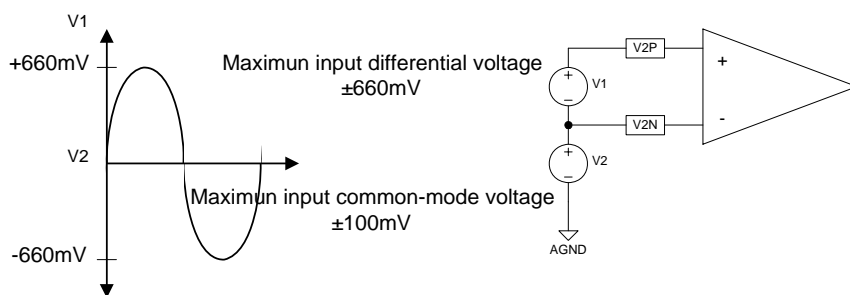 V1
+660mV
V2
-660mV
Maximun input differential voltage
±660mV
Maximun input common-mode voltage
±100mV
V2P
+
+
V1
−
V2N
-
+
V2
−
AGND